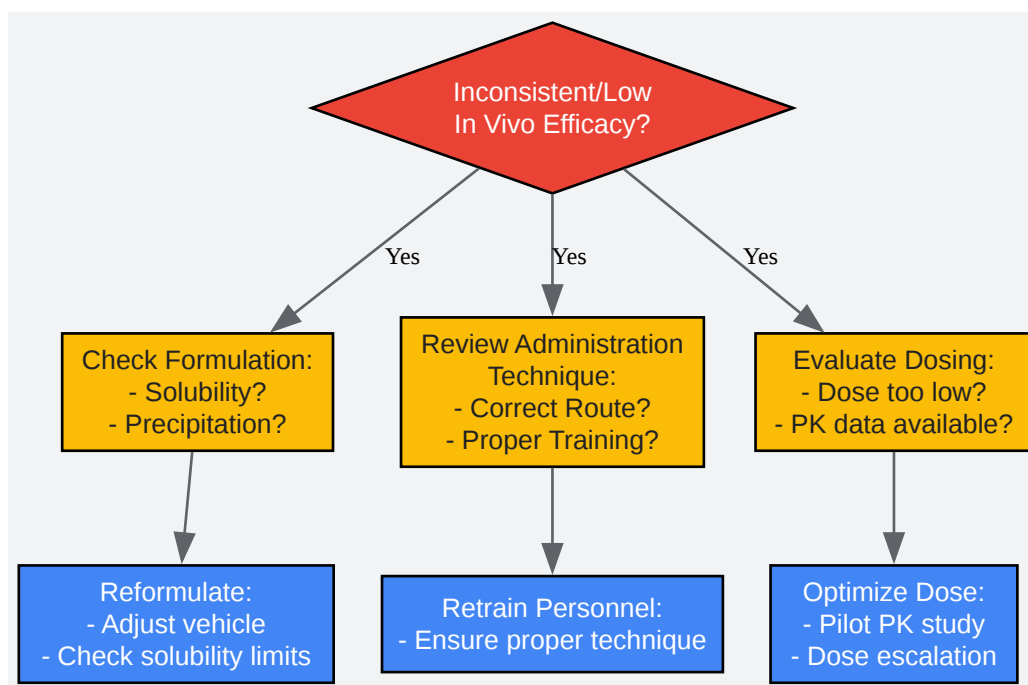 Inconsistent/Low
In Vivo Efficacy?
Yes
Yes
Yes
Check Formulation:
- Solubility?
- Precipitation?
Review Administration
Technique:
- Correct Route?
- Proper Training?
Evaluate Dosing:
- Dose too low?
- PK data available?
Reformulate:
- Adjust vehicle
- Check solubility limits
Retrain Personnel:
- Ensure proper technique
Optimize Dose:
- Pilot PK study
- Dose escalation